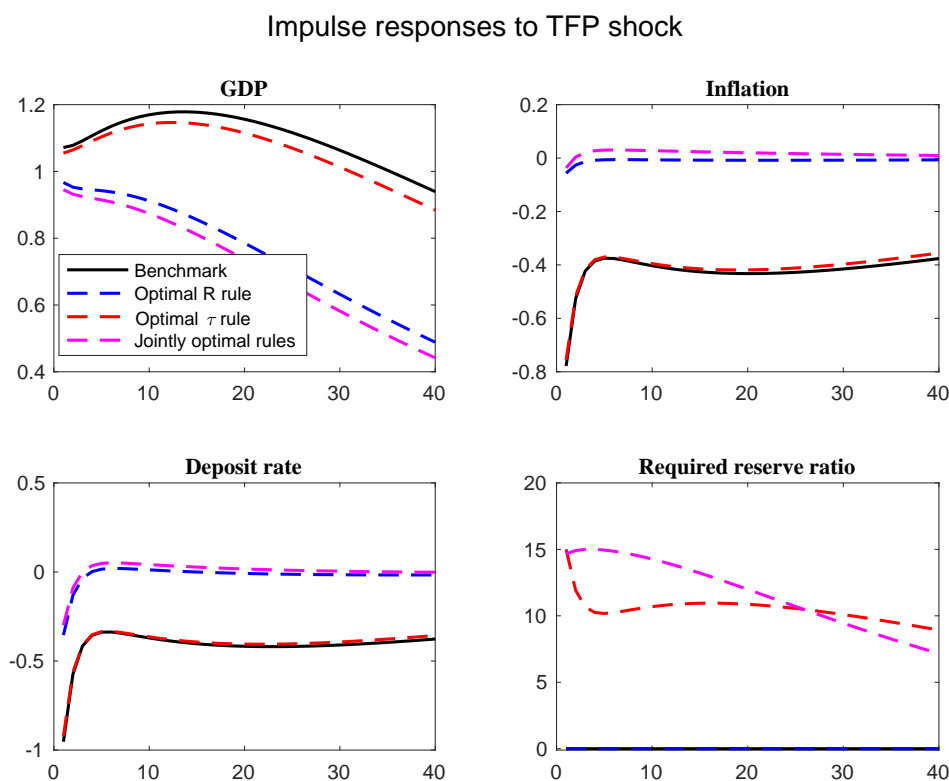 Impulse responses to TFP shock
GDP
1.2
1
0.8
0.6
0.4
0 10 20 30 40
Benchmark
Optimal R rule
Optimal τ rule
Jointly optimal rules
Inflation
0.2
0
-0.2
-0.4
-0.6
-0.8
0 10 20 30 40
Deposit rate
0.5
0
-0.5
-1
0 10 20 30 40
Required reserve ratio
20
15
10
5
0
0 10 20 30 40